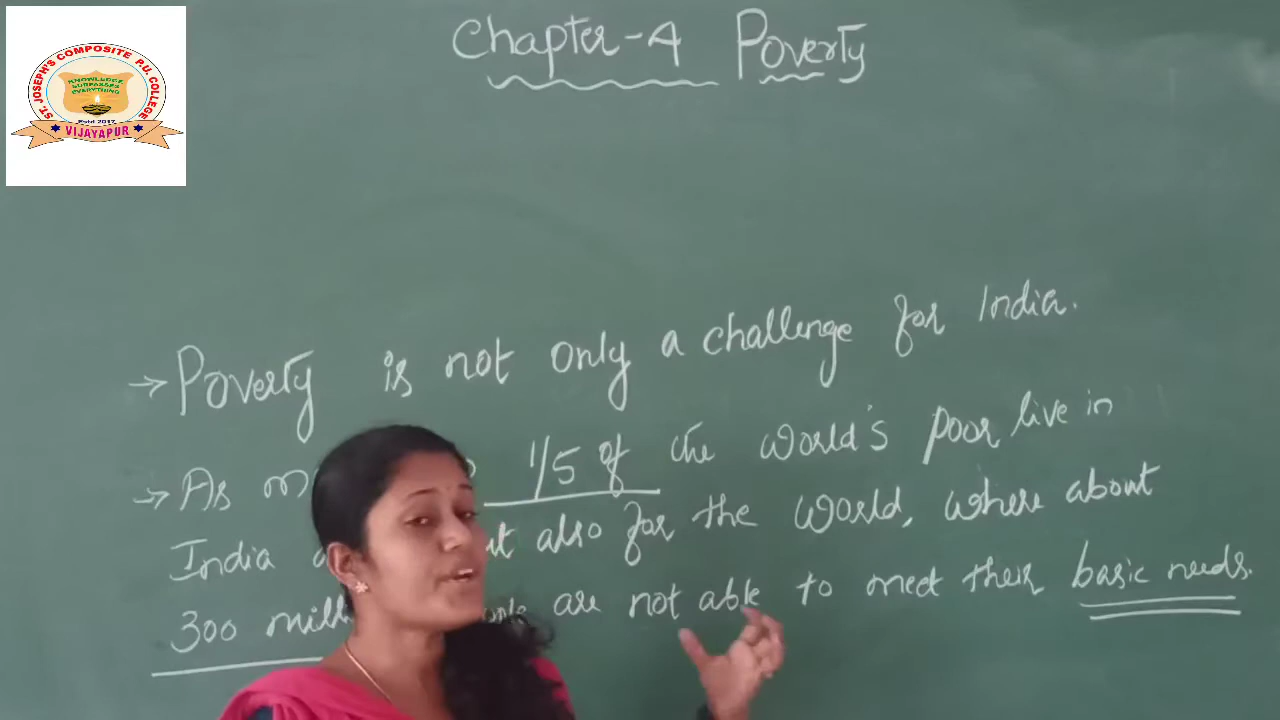 Chapter-4 Poverty
ST. JOSEPH'S COMPOSITE P.U. COLLEGE
KNOWLEDGE
SURPASSES
EVERYTHING
Estd 2017
VIJAYAPUR
→ Poverty is not only a challenge for India.
→ As 1/5 of the World's poor live in
India also for the World, where about
300 are not able to meet their basic needs.